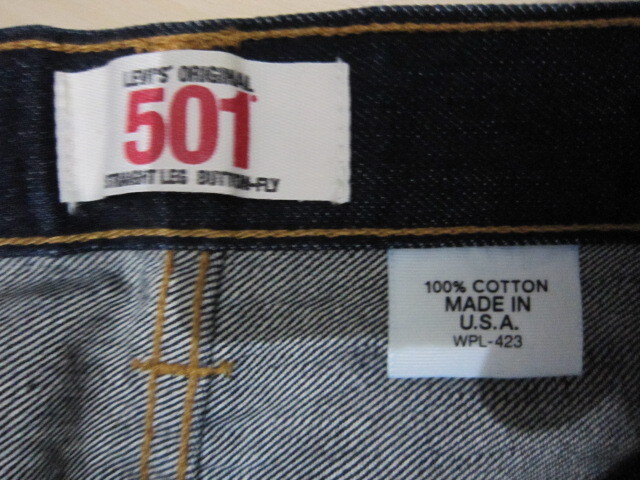 LEVI'S® ORIGINAL
501®
STRAIGHT LEG BUTTON-FLY
100% COTTON
MADE IN
U.S.A.
WPL-423